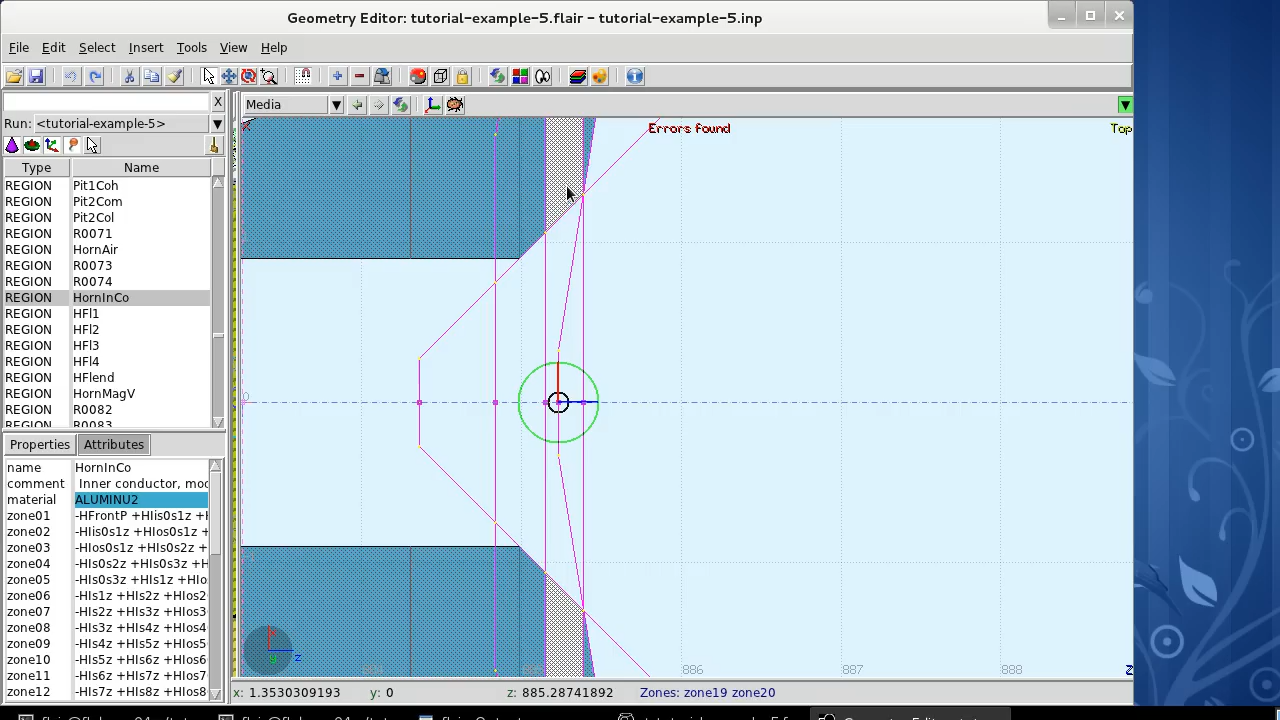 Geometry Editor: tutorial-example-5.flair – tutorial-example-5.inp
File Edit Select Insert Tools View Help
X Media
Run: <tutorial-example-5>
Errors found
Top
Type Name
REGION Pit1Coh
REGION Pit2Com
REGION Pit2Col
REGION R0071
REGION HornAir
REGION R0073
REGION R0074
REGION HornInCo
REGION HFl1
REGION HFl2
REGION HFl3
REGION HFl4
REGION HFlend
REGION HornMagV
REGION R0082
REGION R0083
Properties Attributes
name HornInCo
comment Inner conductor, mod
material ALUMINU2
zone01 -HFrontP +HIis0s1z +H
zone02 -HIis0s1z +HIos0s1z +
zone03 -HIos0s1z +HIs0s2z +
zone04 -HIs0s2z +HIs0s3z +H
zone05 -HIs0s3z +HIs1z +HIo
zone06 -HIs1z +HIs2z +HIos2
zone07 -HIs2z +HIs3z +HIos3
zone08 -HIs3z +HIs4z +HIos4
zone09 -HIs4z +HIs5z +HIos5
zone10 -HIs5z +HIs6z +HIos6
zone11 -HIs6z +HIs7z +HIos7
zone12 -HIs7z +HIs8z +HIos8
0
x
z
884 885 886 887 888
Z
x: 1.3530309193 y: 0 z: 885.28741892 Zones: zone19 zone20